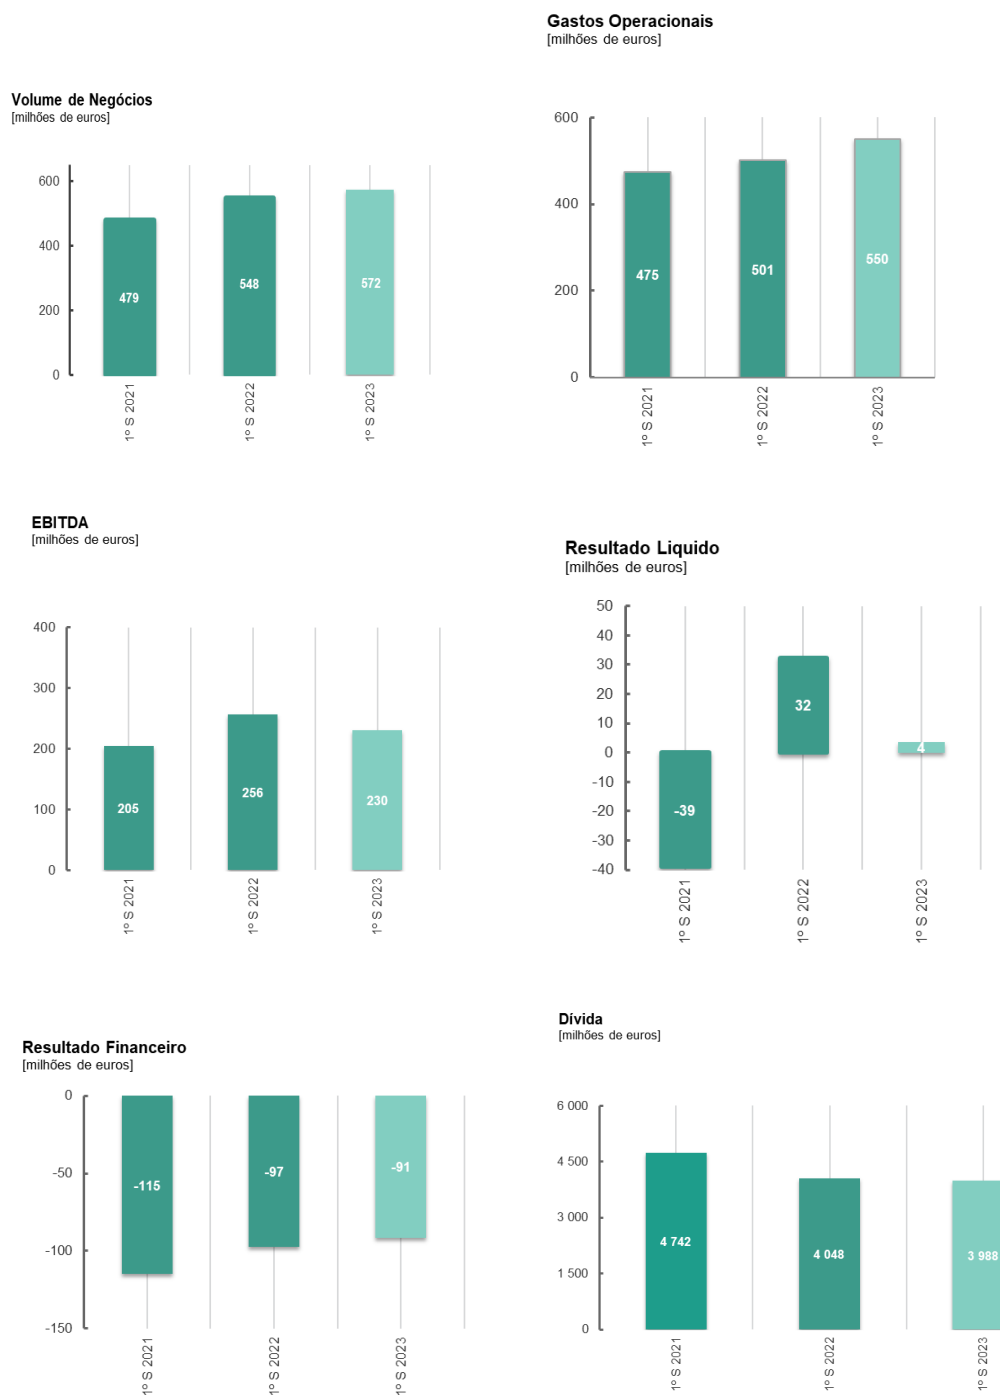 Gastos Operacionais
[milhões de euros]
600
400
200
0
475
501
550
1º S 2021
1º S 2022
1º S 2023
Volume de Negócios
[milhões de euros]
600
400
200
0
479
548
572
1º S 2021
1º S 2022
1º S 2023
EBITDA
[milhões de euros]
400
300
200
100
0
205
256
230
1º S 2021
1º S 2022
1º S 2023
Resultado Liquido
[milhões de euros]
50
40
30
20
10
0
-10
-20
-30
-40
-39
32
4
1º S 2021
1º S 2022
1º S 2023
Resultado Financeiro
[milhões de euros]
0
-50
-100
-150
-115
-97
-91
1º S 2021
1º S 2022
1º S 2023
Dívida
[milhões de euros]
6 000
4 500
3 000
1 500
0
4 742
4 048
3 988
1º S 2021
1º S 2022
1º S 2023